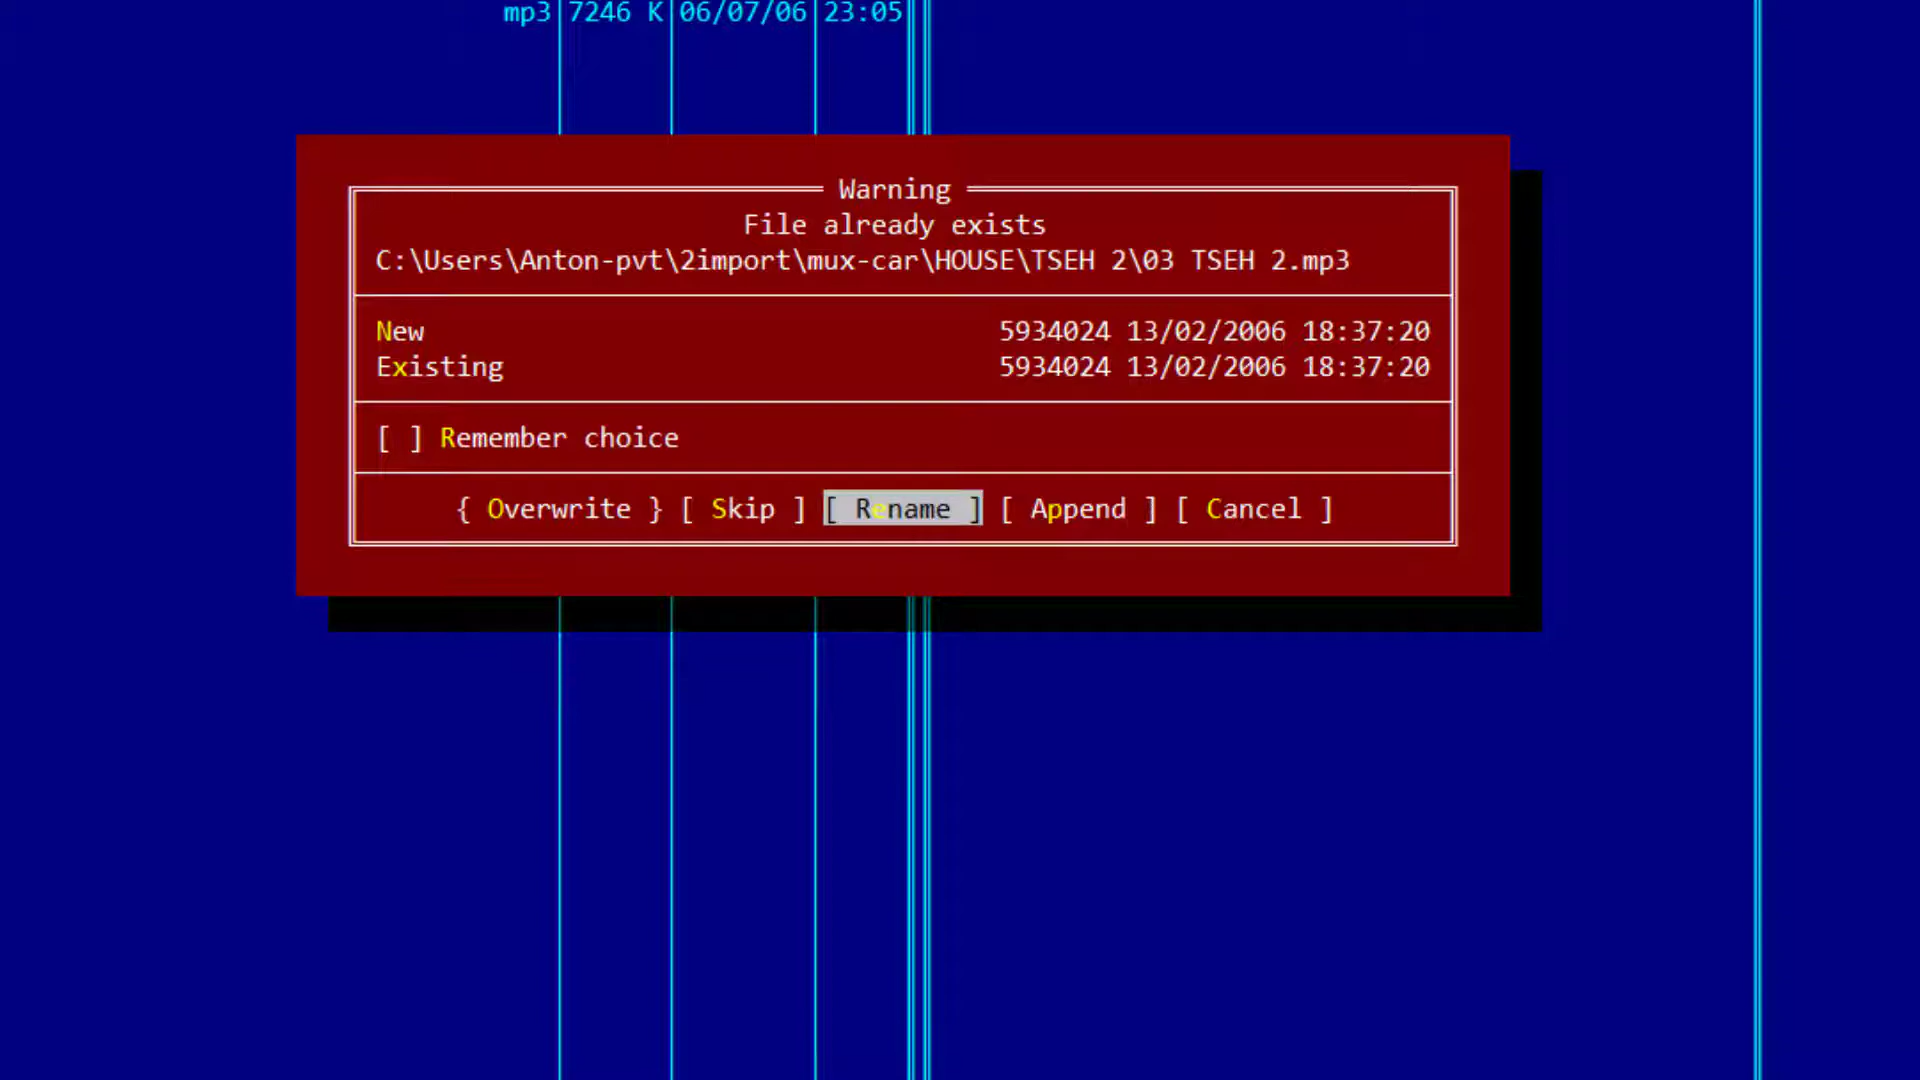 mp3 7246 K 06/07/06 23:05
Warning
File already exists
C:\Users\Anton-pvt\2import\mux-car\HOUSE\TSEH 2\03 TSEH 2.mp3
New 5934024 13/02/2006 18:37:20
Existing 5934024 13/02/2006 18:37:20
[ ] Remember choice
{ Overwrite } [ Skip ] [ Rename ] [ Append ] [ Cancel ]